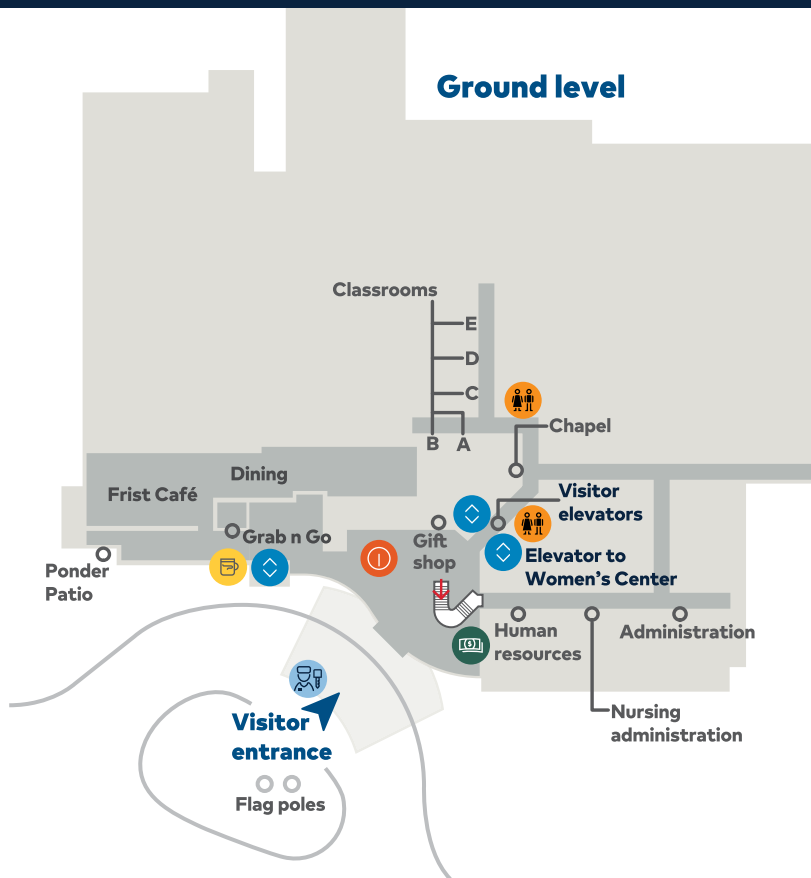 Ground level
Classrooms
E
D
C
B A
Chapel
Dining
Frist Café
Visitor
elevators
Grab n Go
Gift
shop
Elevator to
Women's Center
Ponder
Patio
Human
resources
Administration
Visitor
entrance
Nursing
administration
Flag poles